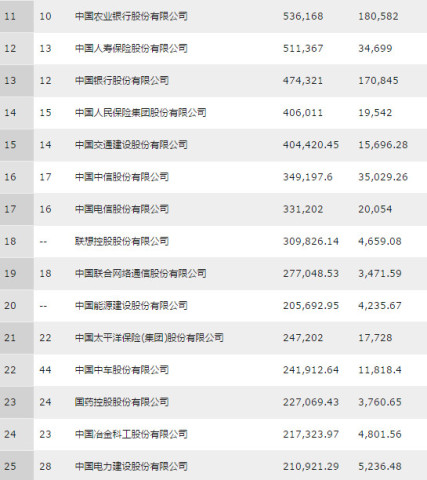 11 10 中国农业银行股份有限公司 536,168 180,582
12 13 中国人寿保险股份有限公司 511,367 34,699
13 12 中国银行股份有限公司 474,321 170,845
14 15 中国人民保险集团股份有限公司 406,011 19,542
15 14 中国交通建设股份有限公司 404,420.45 15,696.28
16 17 中国中信股份有限公司 349,197.6 35,029.26
17 16 中国电信股份有限公司 331,202 20,054
18 -- 联想控股股份有限公司 309,826.14 4,659.08
19 18 中国联合网络通信股份有限公司 277,048.53 3,471.59
20 -- 中国能源建设股份有限公司 205,692.95 4,235.67
21 22 中国太平洋保险(集团)股份有限公司 247,202 17,728
22 44 中国中车股份有限公司 241,912.64 11,818.4
23 24 国药控股股份有限公司 227,069.43 3,760.65
24 23 中国冶金科工股份有限公司 217,323.97 4,801.56
25 28 中国电力建设股份有限公司 210,921.29 5,236.48